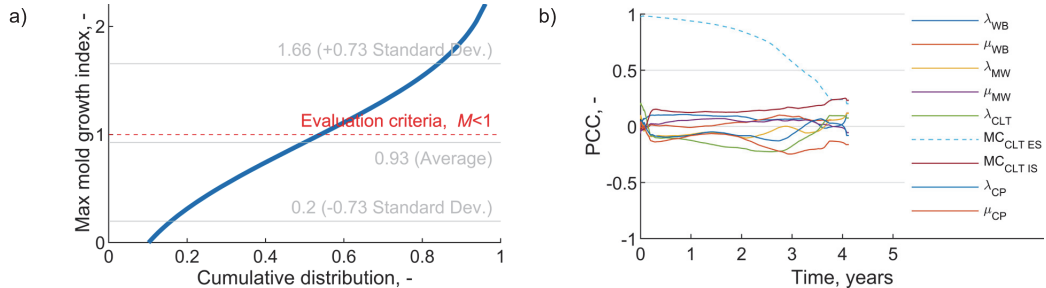 a)
Max mold growth index, -
2
1
0
1.66 (+0.73 Standard Dev.)
Evaluation criteria, M<1
0.93 (Average)
0.2 (-0.73 Standard Dev.)
0 0.2 0.4 0.6 0.8 1
Cumulative distribution, -
b)
PCC, -
1
0.5
0
-0.5
-1
0 1 2 3 4 5
Time, years
λWB
μWB
λMW
μMW
λCLT
MCCLT ES
MCCLT IS
λCP
μCP